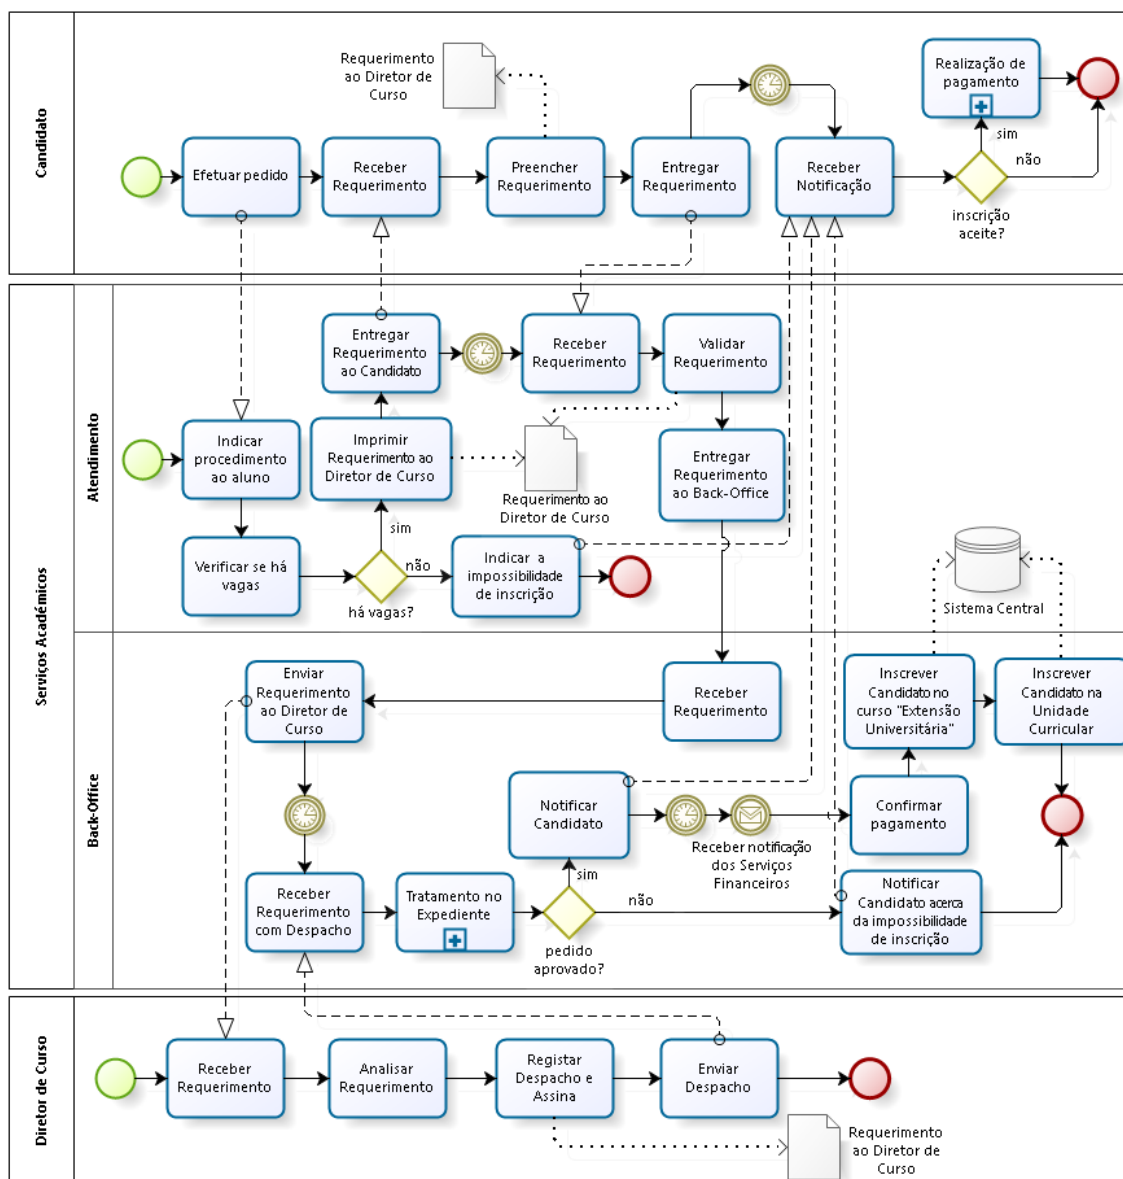 Candidato
Requerimento
ao Diretor de
Curso
Efetuar pedido
Receber
Requerimento
Preencher
Requerimento
Entregar
Requerimento
Receber
Notificação
Realização de
pagamento
sim
não
inscrição
aceite?
Serviços Académicos
Atendimento
Entregar
Requerimento
ao Candidato
Receber
Requerimento
Validar
Requerimento
Indicar
procedimento
ao aluno
Imprimir
Requerimento ao
Diretor de Curso
Requerimento ao
Diretor de Curso
Entregar
Requerimento
ao Back-Office
sim
Verificar se há
vagas
há vagas?
não
Indicar a
impossibilidade
de inscrição
Sistema Central
Back-Office
Enviar
Requerimento
ao Diretor de
Curso
Receber
Requerimento
Inscrever
Candidato no
curso "Extensão
Universitária"
Inscrever
Candidato na
Unidade
Curricular
Notificar
Candidato
Receber notificação
dos Serviços
Financeiros
Confirmar
pagamento
Receber
Requerimento
com Despacho
Tratamento no
Expediente
sim
não
pedido
aprovado?
Notificar
Candidato acerca
da impossibilidade
de inscrição
Diretor de Curso
Receber
Requerimento
Analisar
Requerimento
Registar
Despacho e
Assina
Enviar
Despacho
Requerimento
ao Diretor de
Curso